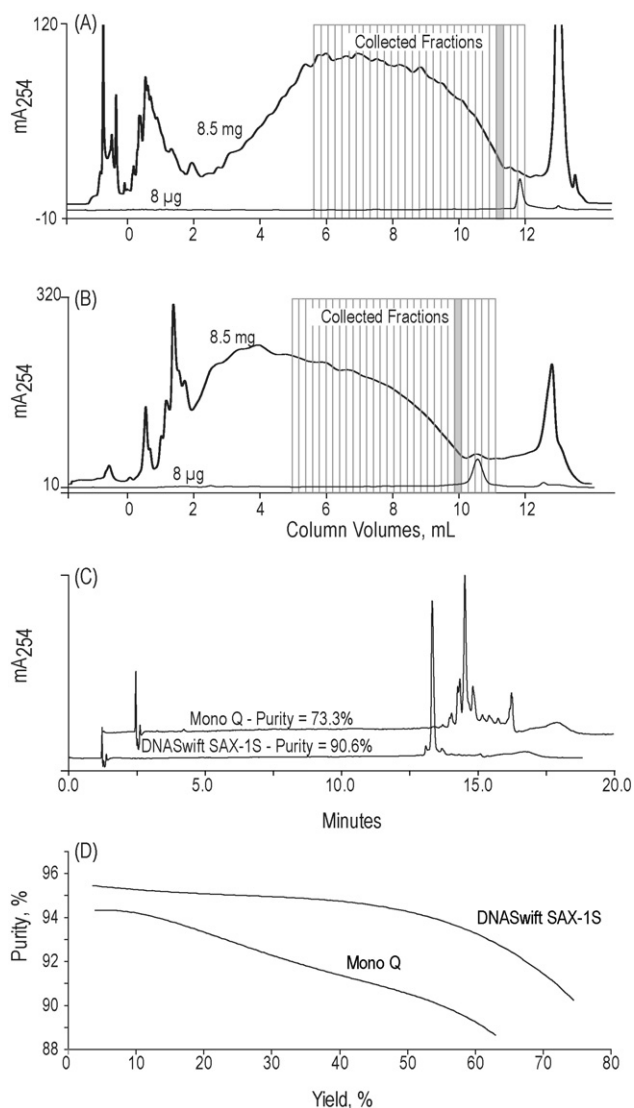 (A)
120
Collected Fractions
8.5 mg
8 µg
mA254
-10
0 2 4 6 8 10 12
(B)
320
Collected Fractions
8.5 mg
8 µg
mA254
10
0 2 4 6 8 10 12
Column Volumes, mL
(C)
mA254
Mono Q - Purity = 73.3%
DNASwift SAX-1S - Purity = 90.6%
0.0 5.0 10.0 15.0 20.0
Minutes
(D)
96
94
92
90
88
Purity, %
DNASwift SAX-1S
Mono Q
0 10 20 30 40 50 60 70 80
Yield, %